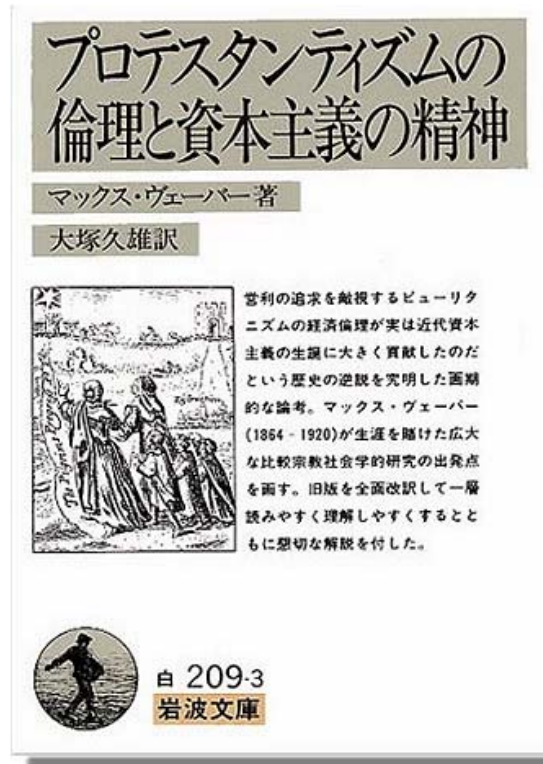 プロテスタンティズムの
倫理と資本主義の精神
マックス・ヴェーバー著
大塚久雄訳
営利の追求を敵視するピューリタ
ニズムの経済倫理が実は近代資本
主義の生誕に大きく貢献したのだ
という歴史の逆説を究明した画期
的な論考。マックス・ヴェーバー
(1864‐1920)が生涯を賭けた広大
な比較宗教社会学的研究の出発点
を画す。旧版を全面改訳して一層
読みやすく理解しやすくするとと
もに懇切な解説を付した。
白 209-3
岩波文庫